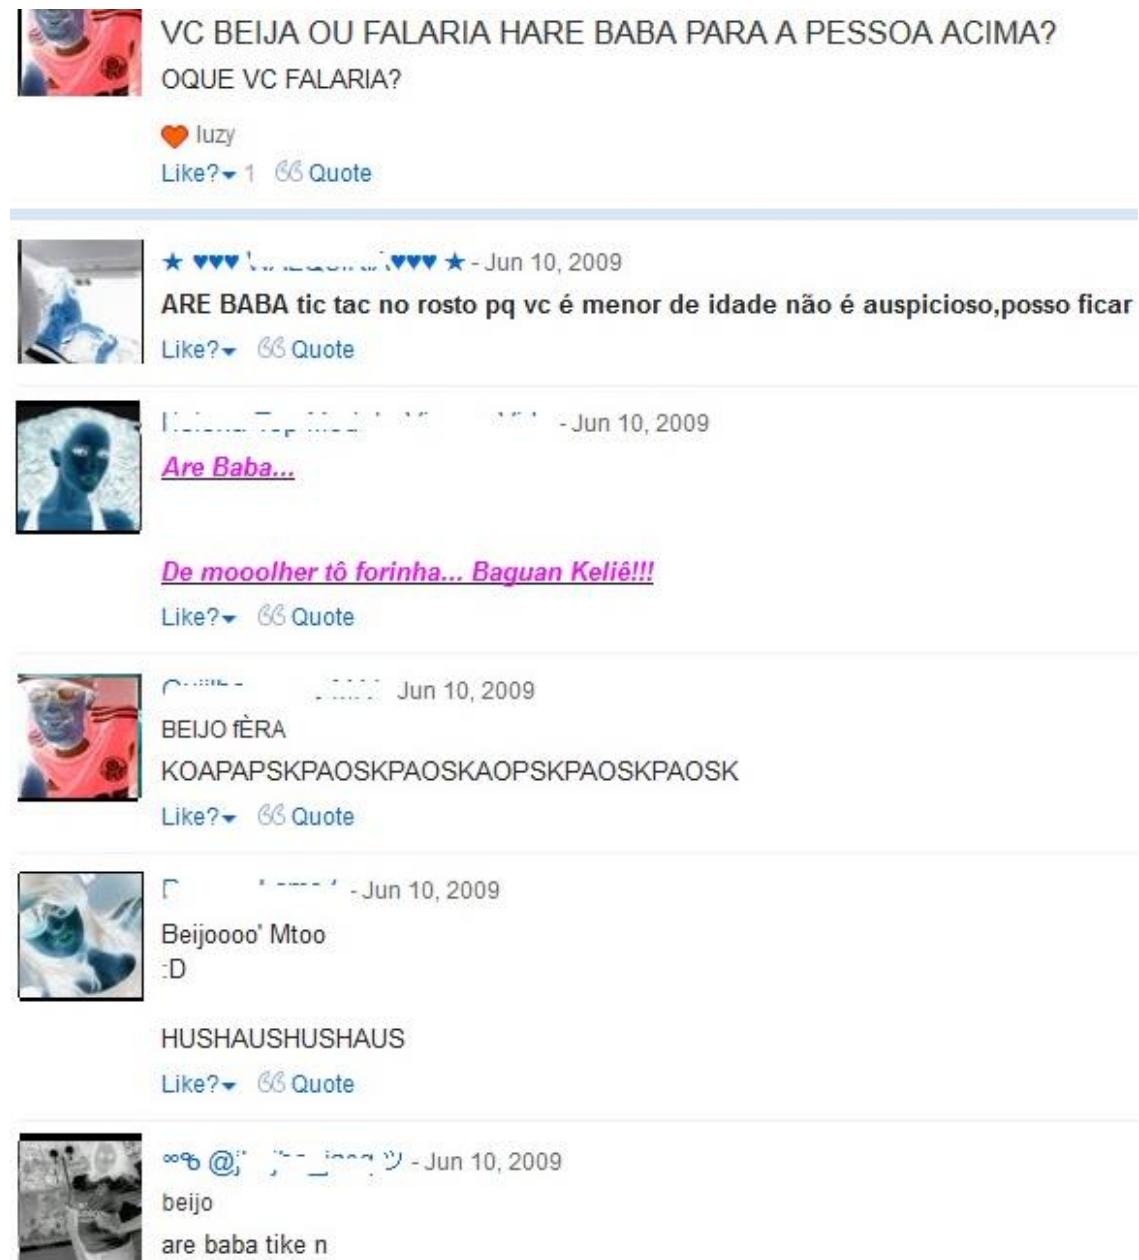 VC BEIJA OU FALARIA HARE BABA PARA A PESSOA ACIMA?
OQUE VC FALARIA?
luzy
Like? 1 Quote
★ ♥♥♥ ♥♥♥ ★ - Jun 10, 2009
ARE BABA tic tac no rosto pq vc é menor de idade não é auspicioso,posso ficar
Like? Quote
- Jun 10, 2009
Are Baba...
De mooolher tô forinha... Baguan Keliê!!!
Like? Quote
Jun 10, 2009
BEIJO fÈRA
KOAPAPSKPAOSKPAOSKAOPSKPAOSKPAOSK
Like? Quote
- Jun 10, 2009
Beijoooo' Mtoo
:D
HUSHAUSHUSHAUS
Like? Quote
- Jun 10, 2009
beijo
are baba tike n